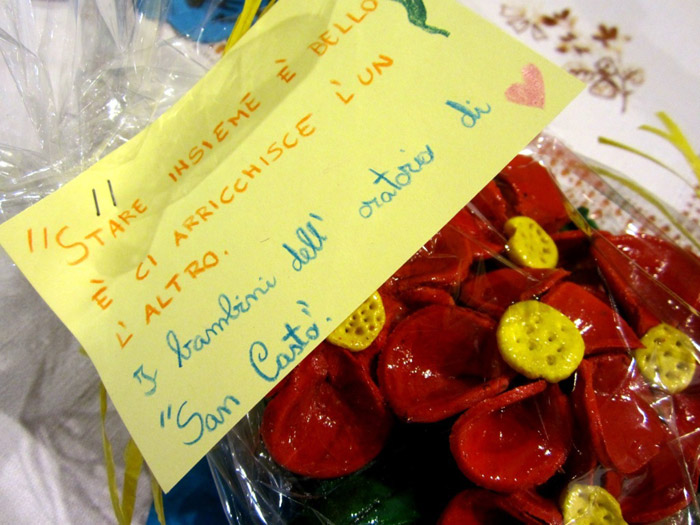 "STARE INSIEME È BELLO
È CI ARRICCHISCE L'UN
L'ALTRO.
I bambini dell' oratorio di
"San Casto".